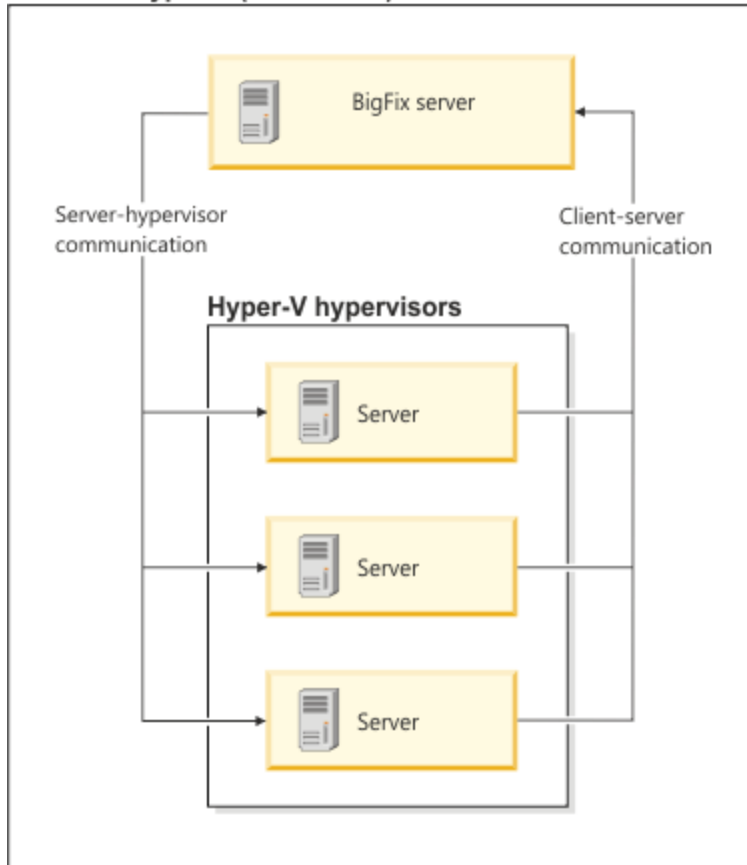 BigFix server
Server-hypervisor
communication
Client-server
communication
Hyper-V hypervisors
Server
Server
Server